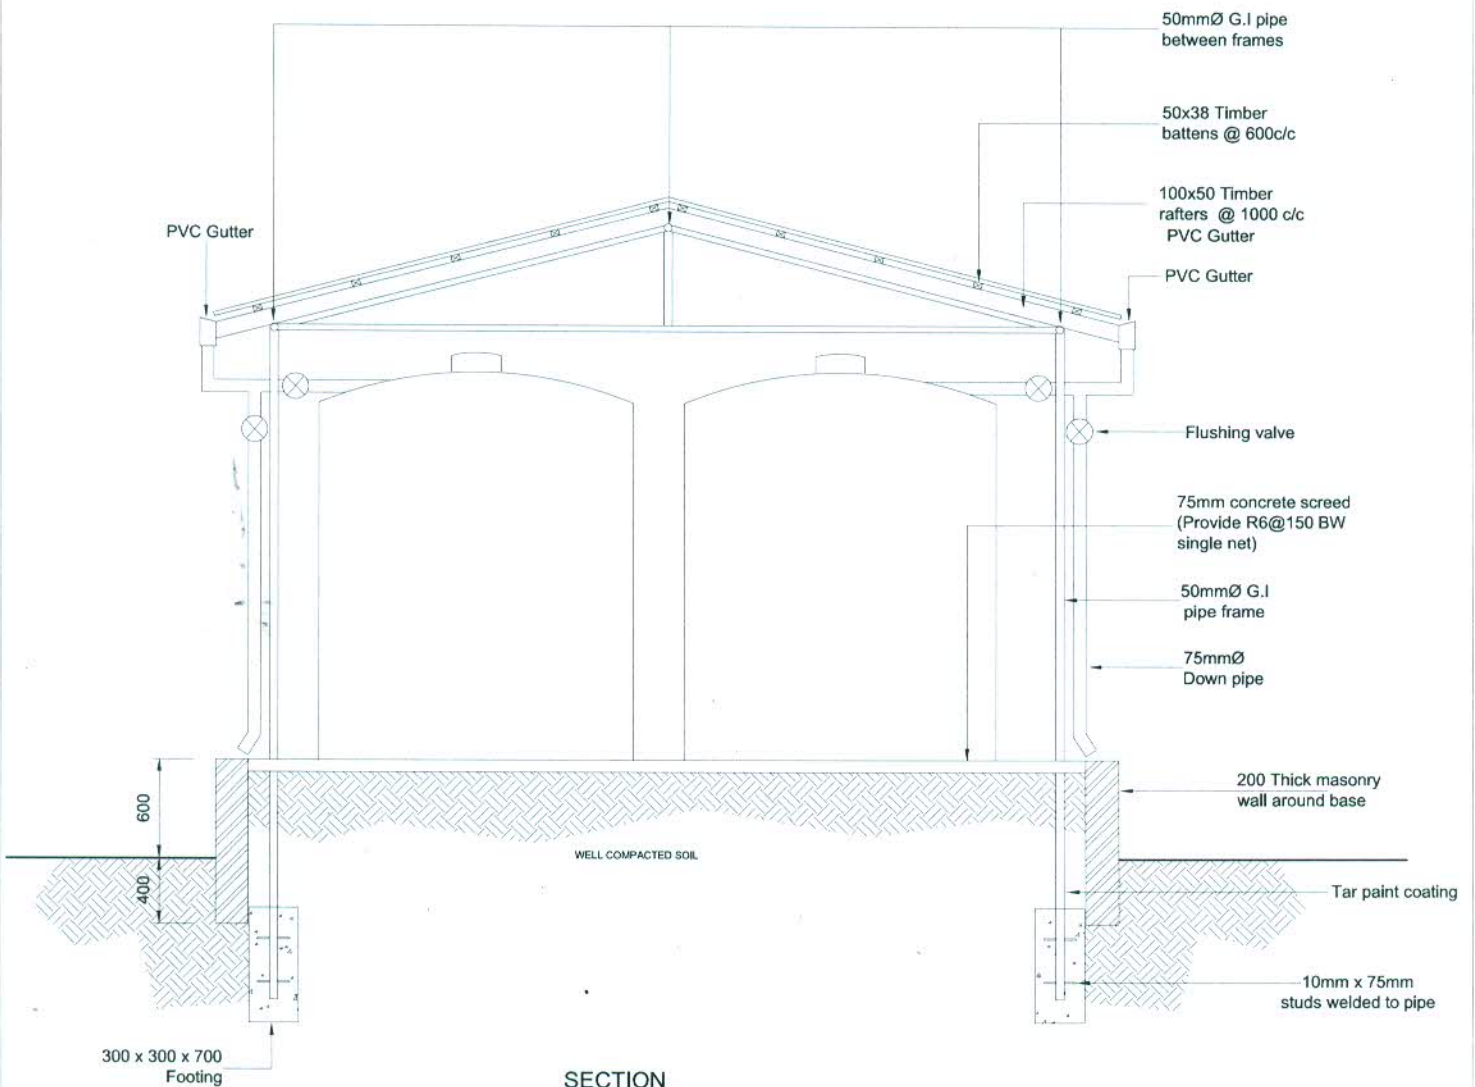 50mmØ G.I pipe
between frames
50x38 Timber
battens @ 600c/c
100x50 Timber
rafters @ 1000 c/c
PVC Gutter
PVC Gutter
PVC Gutter
Flushing valve
75mm concrete screed
(Provide R6@150 BW
single net)
50mmØ G.I
pipe frame
75mmØ
Down pipe
200 Thick masonry
wall around base
600
WELL COMPACTED SOIL
400
Tar paint coating
10mm x 75mm
studs welded to pipe
300 x 300 x 700
Footing
SECTION